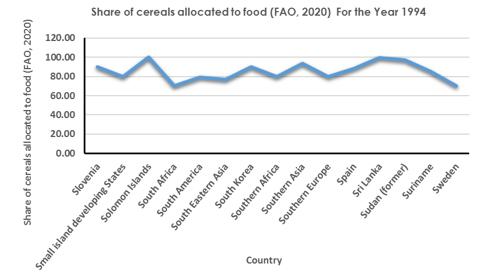 Share of cereals allocated to food (FAO, 2020)  For the Year 1994
Share of cereals allocated to food (FAO, 2020)
120.00
100.00
80.00
60.00
40.00
20.00
0.00
Slovenia
Small island developing States
Solomon Islands
South Africa
South America
South Eastern Asia
South Korea
Southern Africa
Southern Asia
Southern Europe
Spain
Sri Lanka
Sudan (former)
Suriname
Sweden
Country